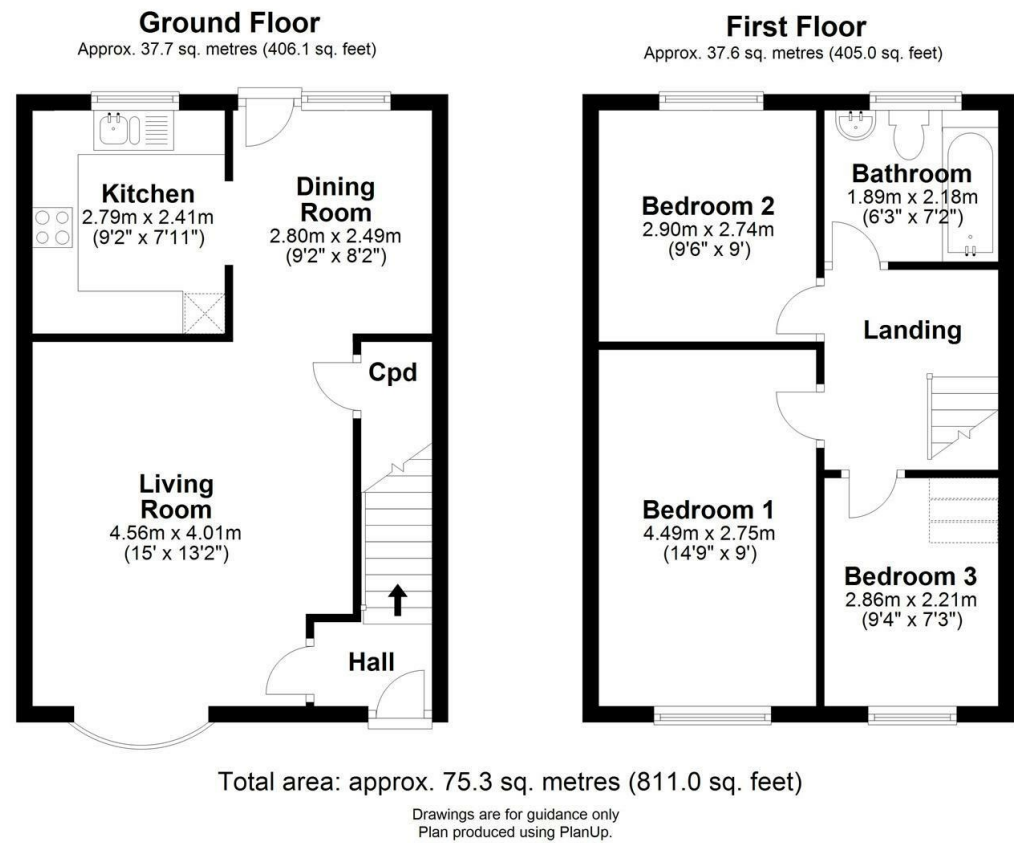 Ground Floor
Approx. 37.7 sq. metres (406.1 sq. feet)
Kitchen
2.79m x 2.41m
(9'2" x 7'11")
Dining
Room
2.80m x 2.49m
(9'2" x 8'2")
Cpd
Living
Room
4.56m x 4.01m
(15' x 13'2")
Hall
First Floor
Approx. 37.6 sq. metres (405.0 sq. feet)
Bedroom 2
2.90m x 2.74m
(9'6" x 9')
Bathroom
1.89m x 2.18m
(6'3" x 7'2")
Landing
Bedroom 1
4.49m x 2.75m
(14'9" x 9')
Bedroom 3
2.86m x 2.21m
(9'4" x 7'3")
Total area: approx. 75.3 sq. metres (811.0 sq. feet)
Drawings are for guidance only
Plan produced using PlanUp.